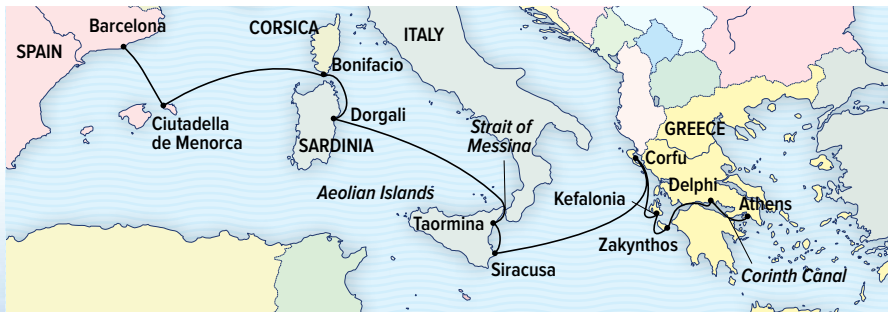 Barcelona
SPAIN
CORSICA
ITALY
Bonifacio
Ciutadella
de Menorca
Dorgali
SARDINIA
Strait of
Messina
GREECE
Corfu
Delphi
Kefalonia
Athens
Aeolian Islands
Taormina
Zakynthos
Siracusa
Corinth Canal